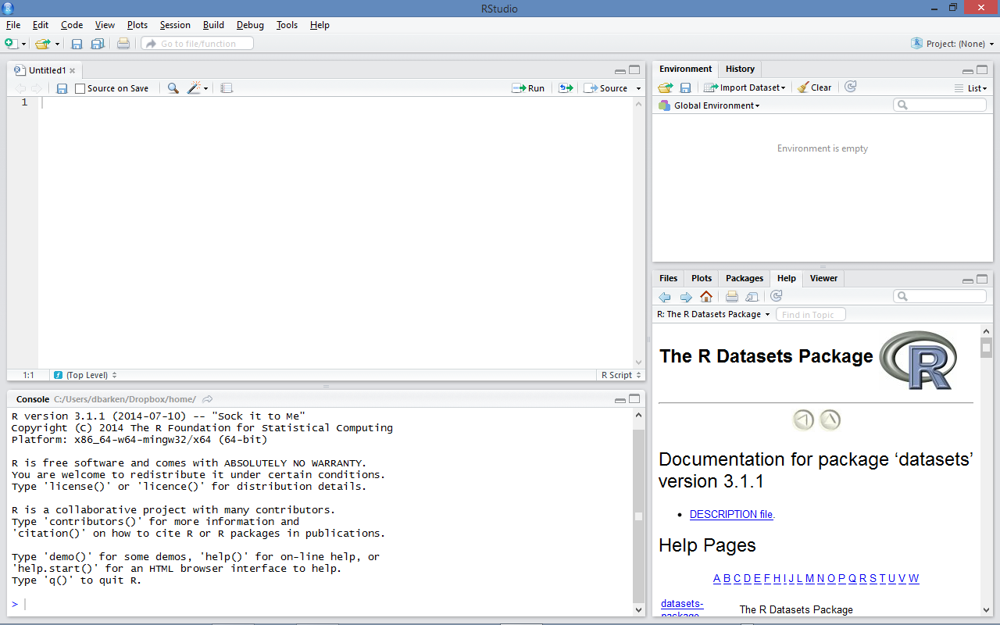 RStudio
File Edit Code View Plots Session Build Debug Tools Help
Go to file/function
Project: (None)
Untitled1
Source on Save
Run
Source
1
1:1
(Top Level)
R Script
Console C:/Users/dbarken/Dropbox/home/
R version 3.1.1 (2014-07-10) -- "Sock it to Me"
Copyright (C) 2014 The R Foundation for Statistical Computing
Platform: x86_64-w64-mingw32/x64 (64-bit)
R is free software and comes with ABSOLUTELY NO WARRANTY.
You are welcome to redistribute it under certain conditions.
Type 'license()' or 'licence()' for distribution details.
R is a collaborative project with many contributors.
Type 'contributors()' for more information and
'citation()' on how to cite R or R packages in publications.
Type 'demo()' for some demos, 'help()' for on-line help, or
'help.start()' for an HTML browser interface to help.
Type 'q()' to quit R.
>
Environment History
Import Dataset Clear List
Global Environment
Environment is empty
Files Plots Packages Help Viewer
R: The R Datasets Package Find in Topic
The R Datasets Package
R
Documentation for package ‘datasets’
version 3.1.1
• DESCRIPTION file.
Help Pages
A B C D E F H I J L M N O P Q R S T U V W
datasets- The R Datasets Package
package